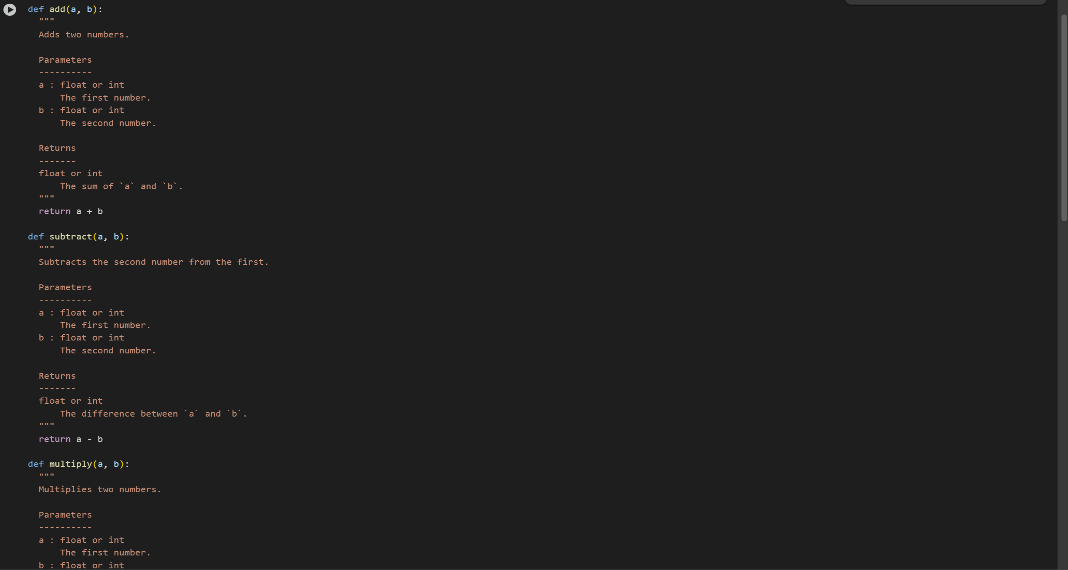 def add(a, b):
  """
  Adds two numbers.

  Parameters
  ----------
  a : float or int
      The first number.
  b : float or int
      The second number.

  Returns
  -------
  float or int
      The sum of `a` and `b`.
  """
  return a + b

def subtract(a, b):
  """
  Subtracts the second number from the first.

  Parameters
  ----------
  a : float or int
      The first number.
  b : float or int
      The second number.

  Returns
  -------
  float or int
      The difference between `a` and `b`.
  """
  return a - b

def multiply(a, b):
  """
  Multiplies two numbers.

  Parameters
  ----------
  a : float or int
      The first number.
  b : float or int